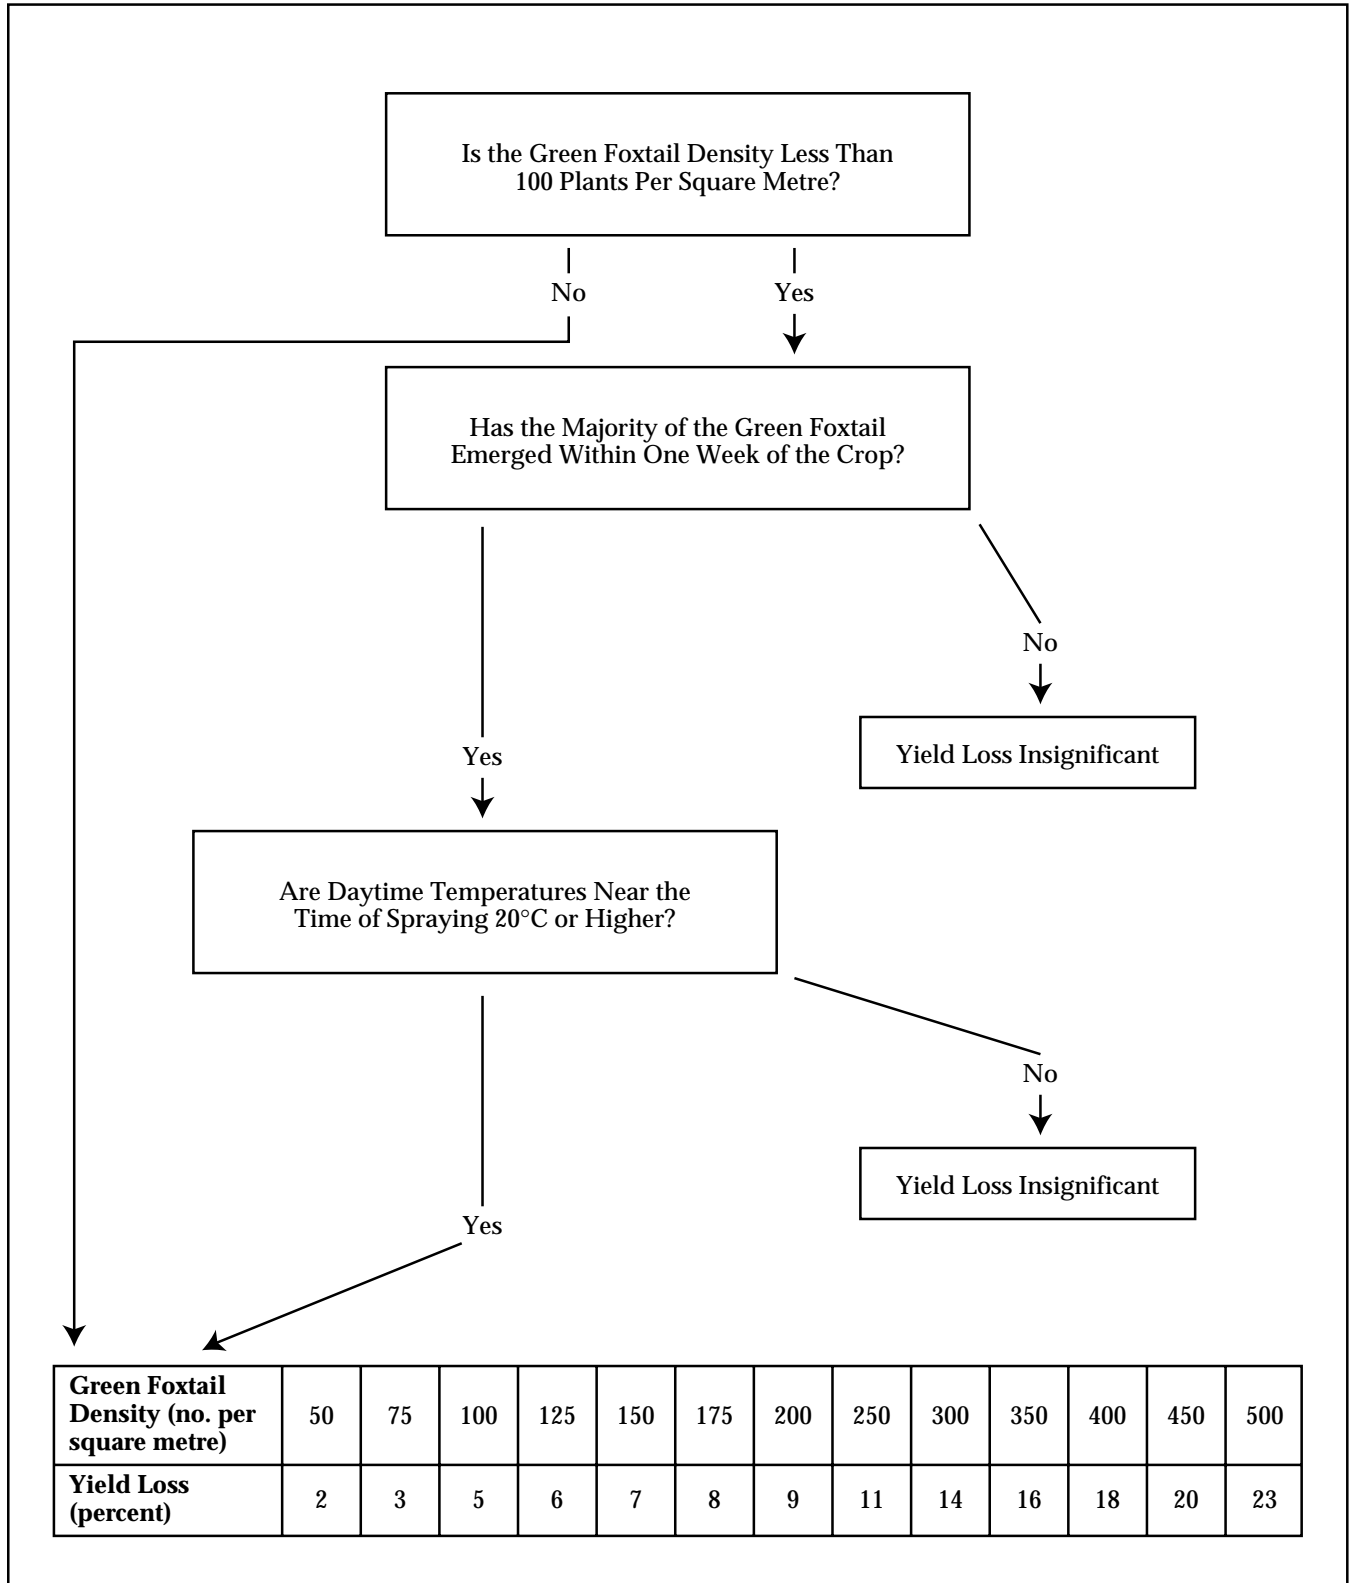 Is the Green Foxtail Density Less Than
100 Plants Per Square Metre?
No
Yes
Has the Majority of the Green Foxtail
Emerged Within One Week of the Crop?
No
Yes
Yield Loss Insignificant
Are Daytime Temperatures Near the
Time of Spraying 20°C or Higher?
No
Yield Loss Insignificant
Yes
Green Foxtail
Density (no. per
square metre)
50 75 100 125 150 175 200 250 300 350 400 450 500
Yield Loss
(percent)
2 3 5 6 7 8 9 11 14 16 18 20 23